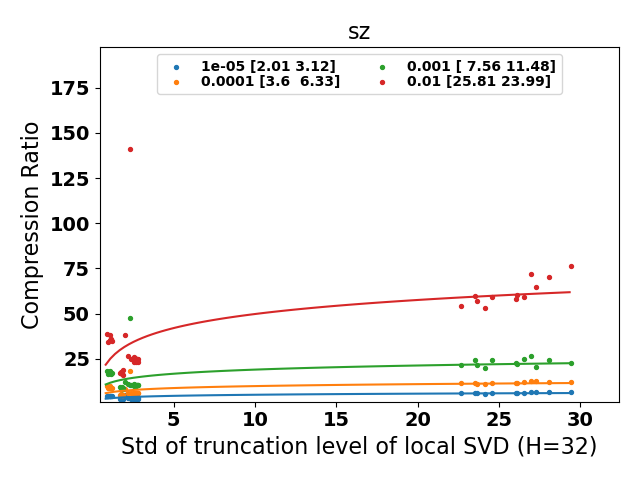 sz
1e-05 [2.01 3.12]
0.0001 [3.6  6.33]
0.001 [ 7.56 11.48]
0.01 [25.81 23.99]
Compression Ratio
175
150
125
100
75
50
25
5 10 15 20 25 30
Std of truncation level of local SVD (H=32)